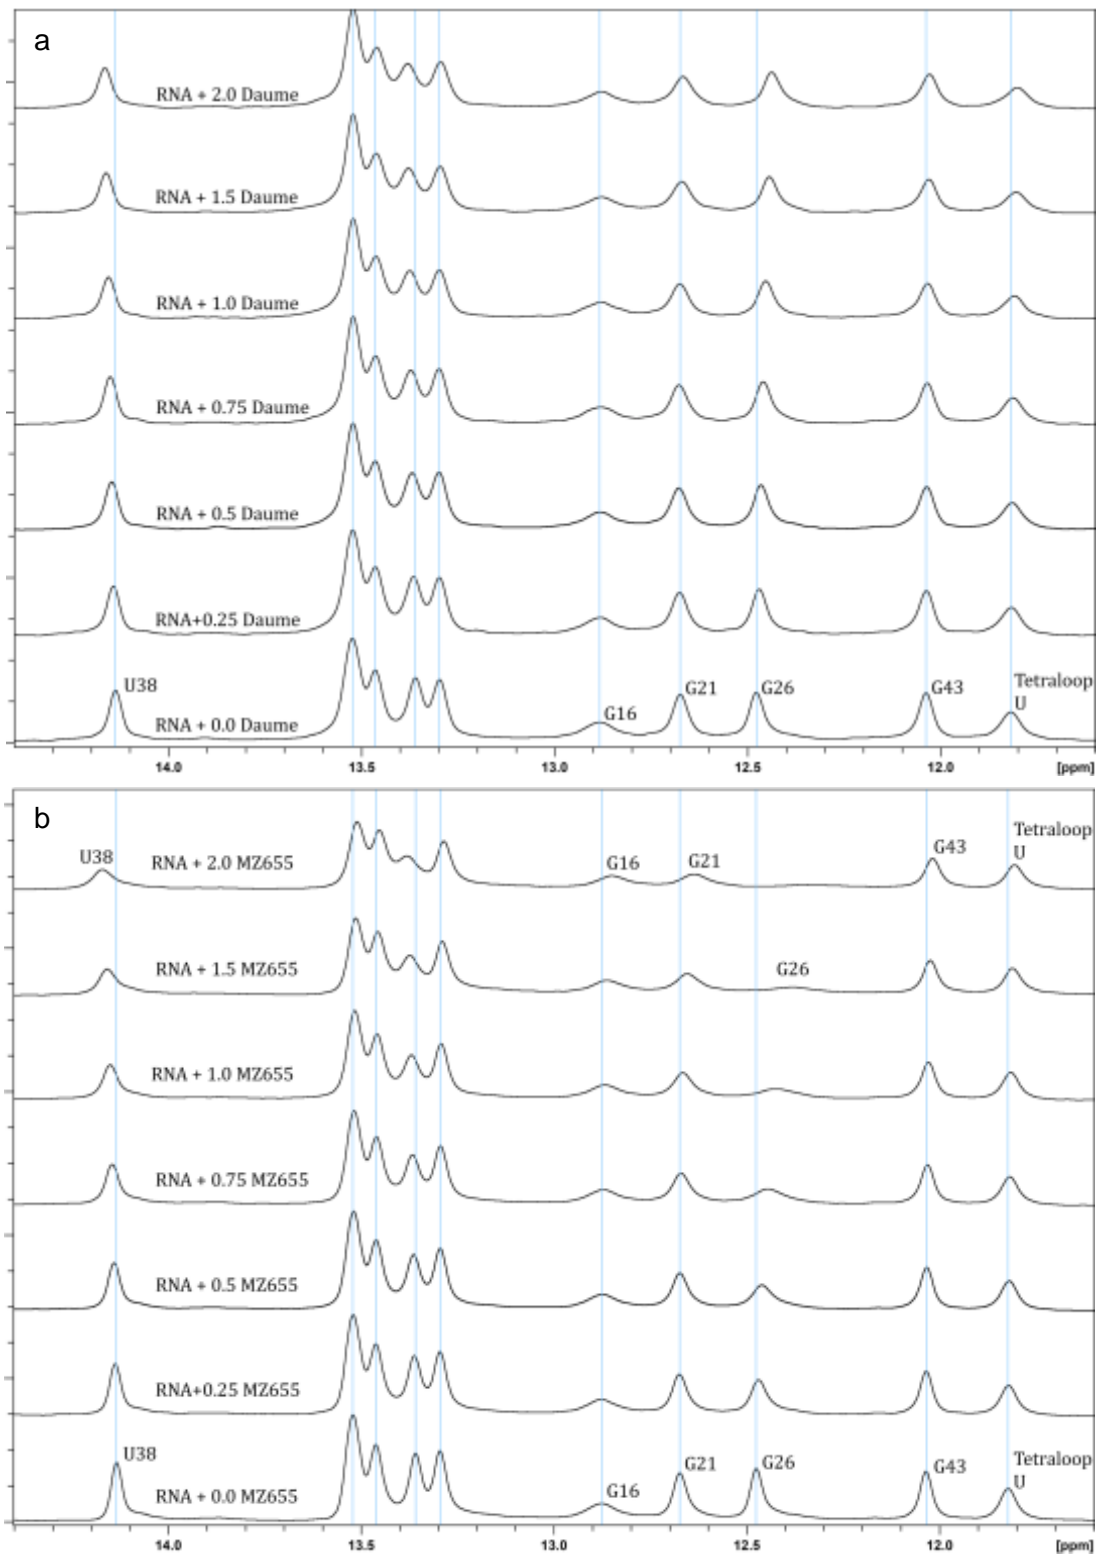 a
RNA + 2.0 Daume
RNA + 1.5 Daume
RNA + 1.0 Daume
RNA + 0.75 Daume
RNA + 0.5 Daume
RNA+0.25 Daume
U38
G16
G21
G26
G43
Tetraloop
U
RNA + 0.0 Daume
14.0 13.5 13.0 12.5 12.0 [ppm]
b
U38
RNA + 2.0 MZ655
G16
G21
G43
Tetraloop
U
RNA + 1.5 MZ655
G26
RNA + 1.0 MZ655
RNA + 0.75 MZ655
RNA + 0.5 MZ655
RNA+0.25 MZ655
U38
G16
G21
G26
G43
Tetraloop
U
RNA + 0.0 MZ655
14.0 13.5 13.0 12.5 12.0 [ppm]